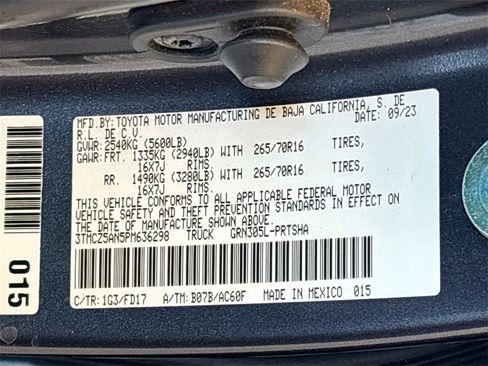 MFD.BY: TOYOTA MOTOR MANUFACTURING DE BAJA CALIFORNIA, S. DE
R.L. DE C.V. DATE: 09/23
GVWR: 2540KG (5600LB)
GAWR: FRT. 1335KG (2940LB) WITH 265/70R16 TIRES,
16X7J RIMS.
RR. 1490KG (3280LB) WITH 265/70R16 TIRES,
16X7J RIMS.
THIS VEHICLE CONFORMS TO ALL APPLICABLE FEDERAL MOTOR
VEHICLE SAFETY AND THEFT PREVENTION STANDARDS IN EFFECT ON
THE DATE OF MANUFACTURE SHOWN ABOVE.
3TMCZ5AN5PM636298 TRUCK GRN305L-PRTSHA
C/TR: 1G3/FD17 A/TM: B07B/AC60F MADE IN MEXICO 015
015